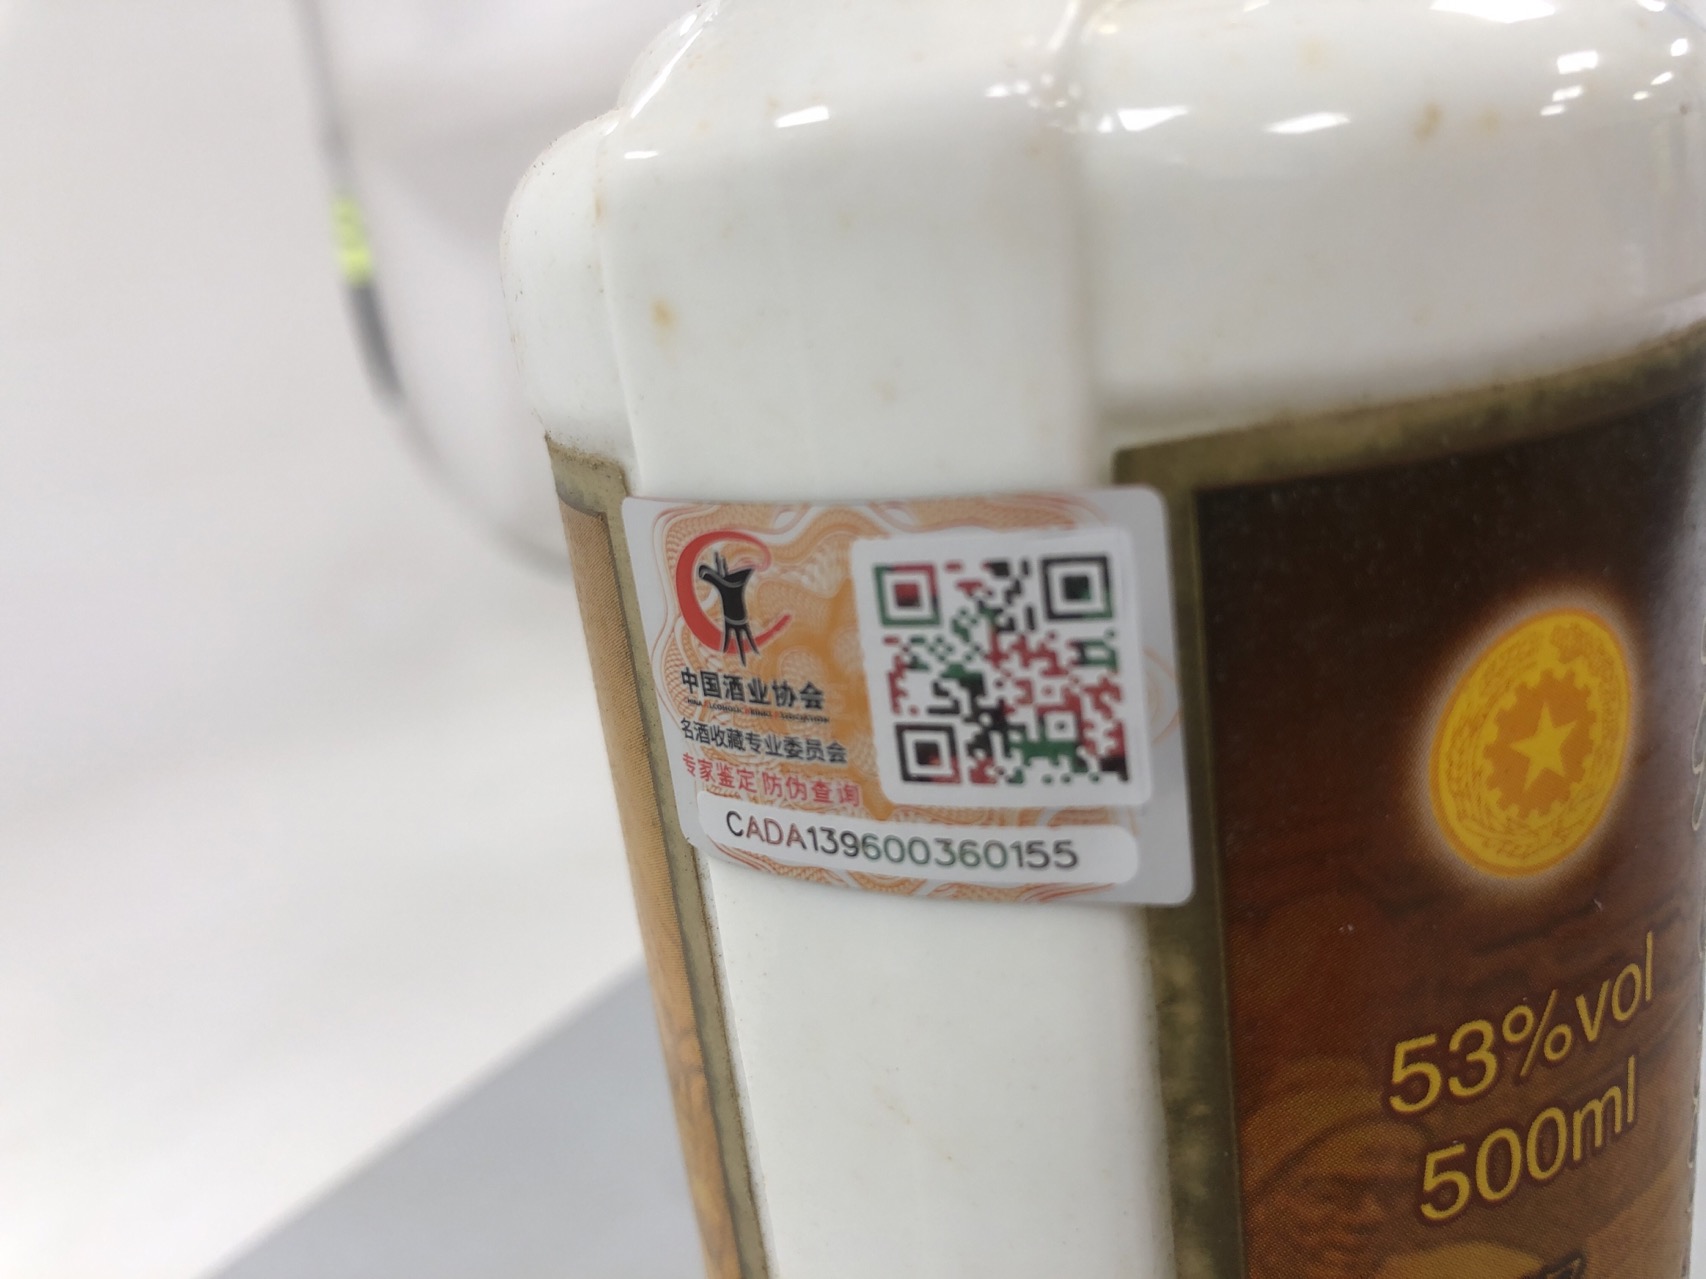 中国酒业协会
名酒收藏专业委员会
专家鉴定 防伪查询
CADA139600360155
53%vol
500ml